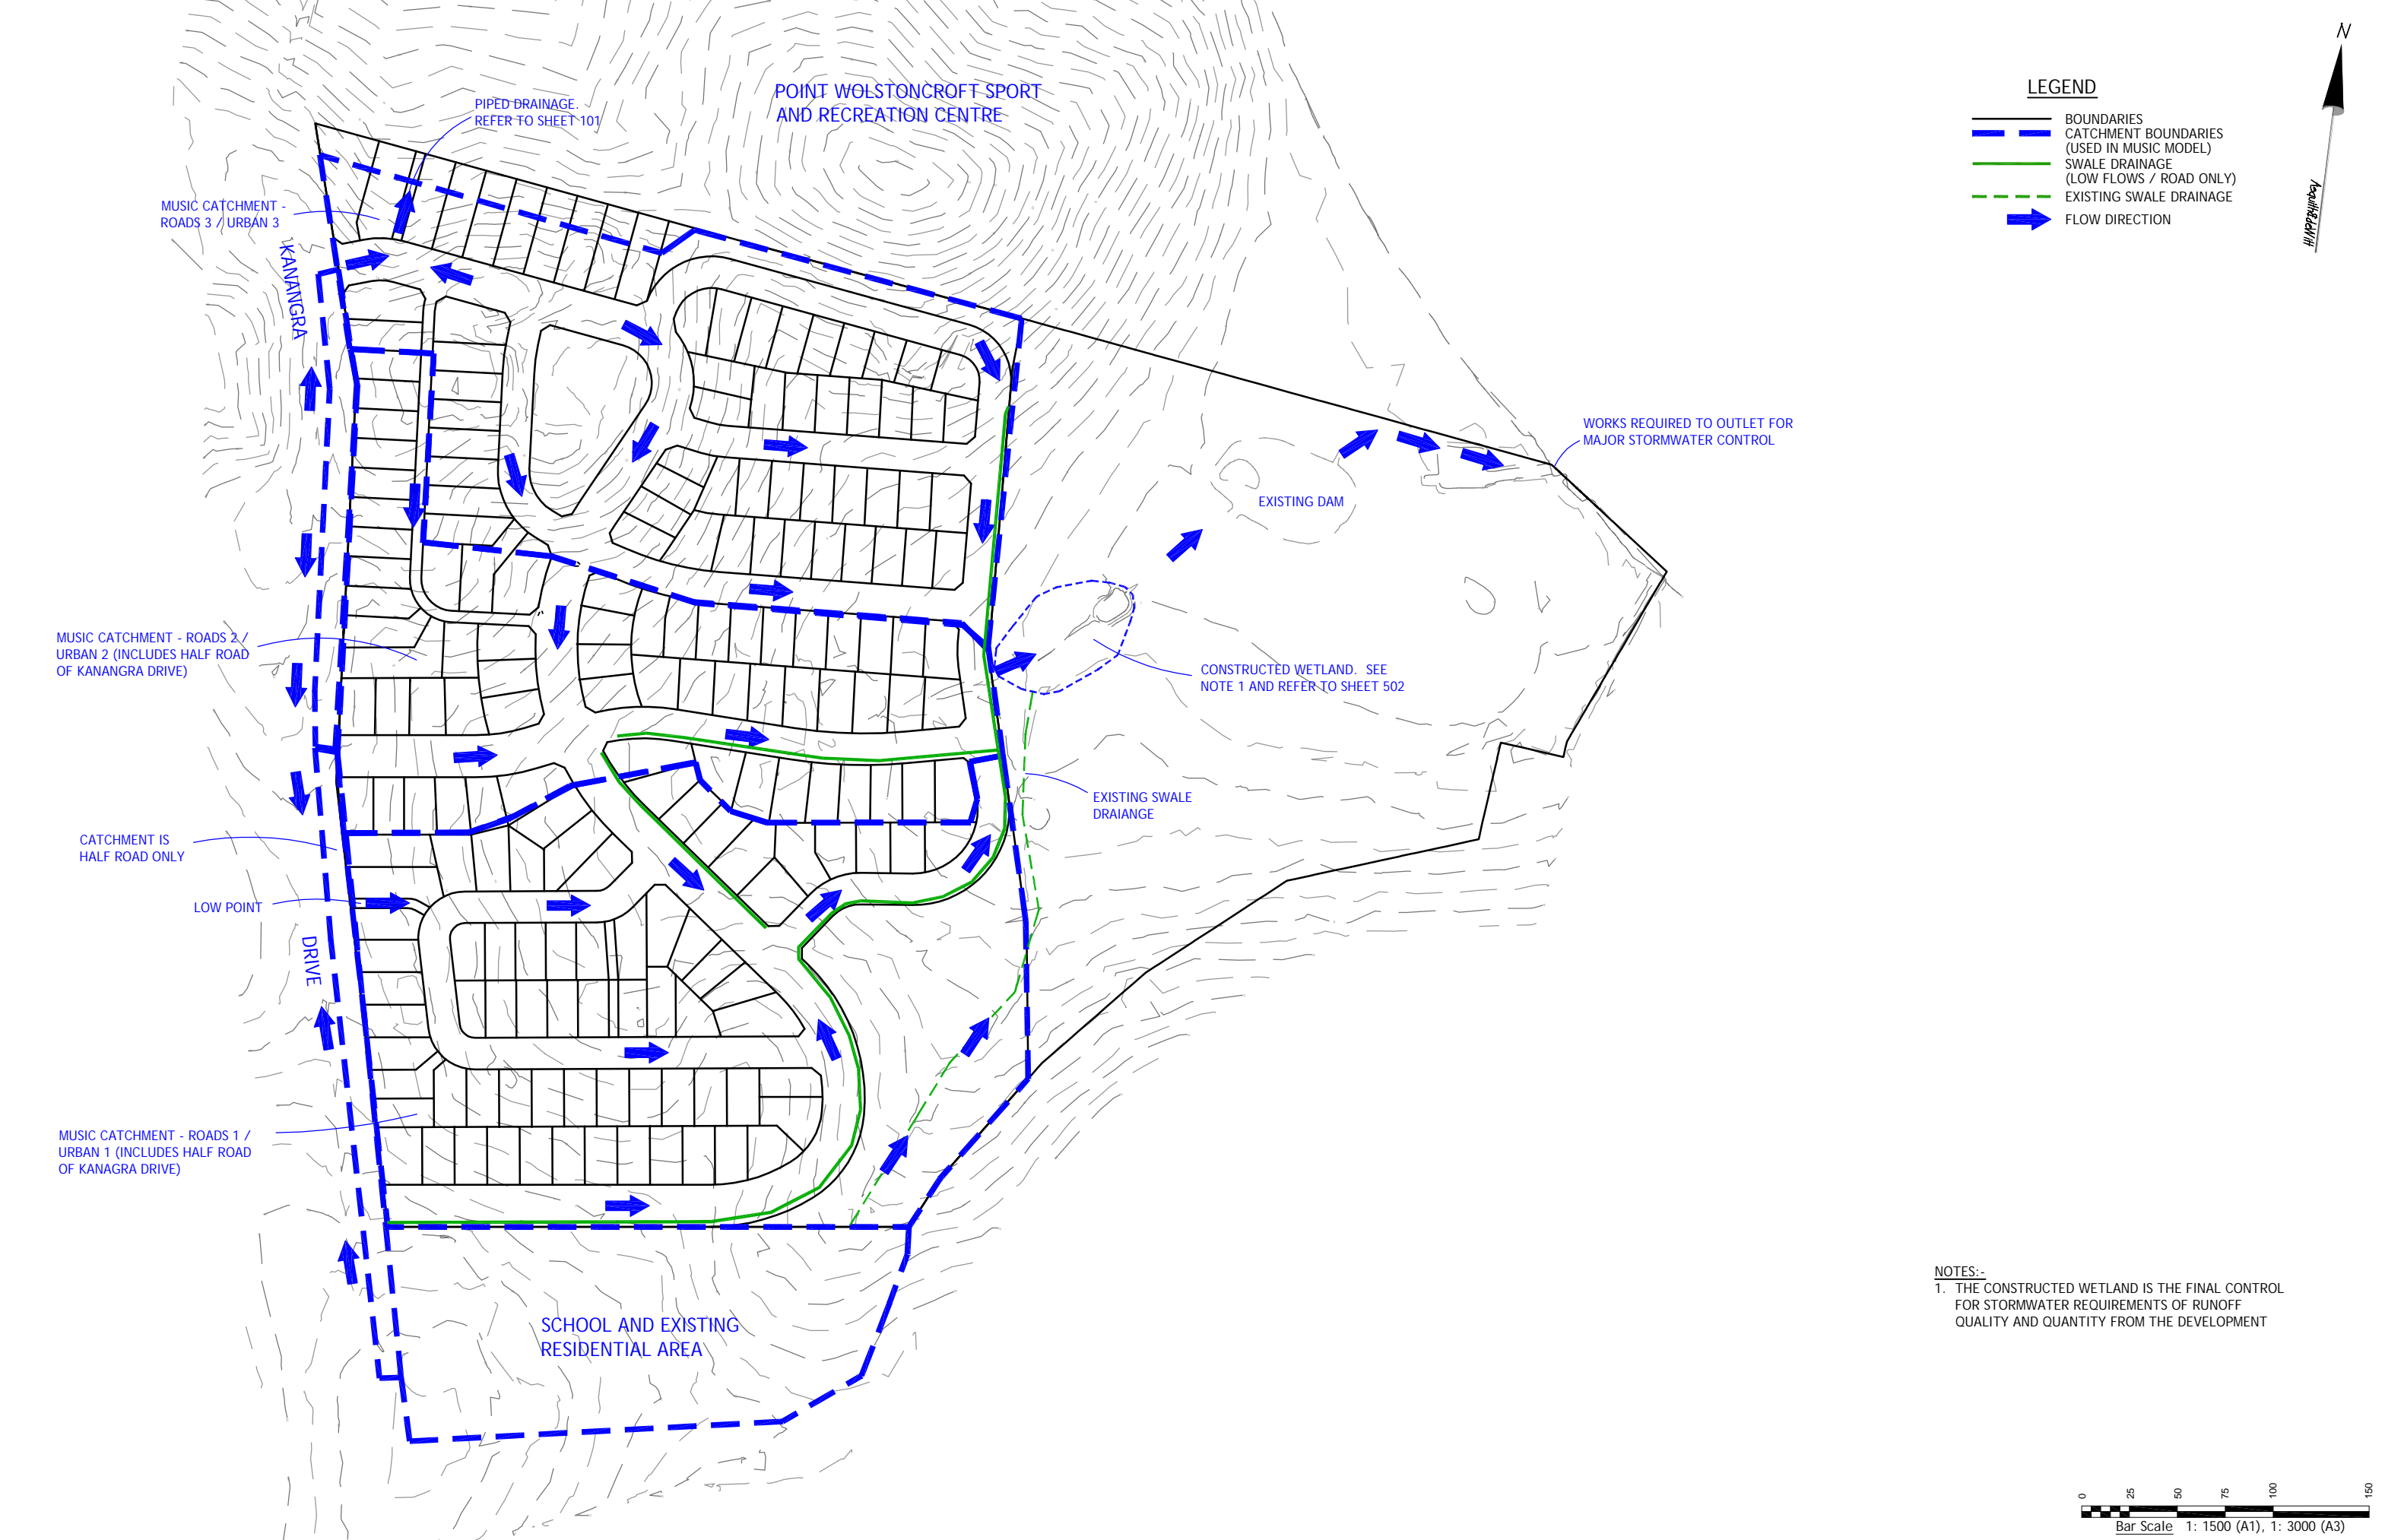 POINT WOLSTONCROFT SPORT
AND RECREATION CENTRE
PIPED DRAINAGE.
REFER TO SHEET 101
MUSIC CATCHMENT -
ROADS 3 / URBAN 3
KANANGRA
DRIVE
MUSIC CATCHMENT - ROADS 2 /
URBAN 2 (INCLUDES HALF ROAD
OF KANANGRA DRIVE)
CATCHMENT IS
HALF ROAD ONLY
LOW POINT
MUSIC CATCHMENT - ROADS 1 /
URBAN 1 (INCLUDES HALF ROAD
OF KANAGRA DRIVE)
SCHOOL AND EXISTING
RESIDENTIAL AREA
WORKS REQUIRED TO OUTLET FOR
MAJOR STORMWATER CONTROL
EXISTING DAM
CONSTRUCTED WETLAND. SEE
NOTE 1 AND REFER TO SHEET 502
EXISTING SWALE
DRAIANGE
LEGEND
BOUNDARIES
CATCHMENT BOUNDARIES
(USED IN MUSIC MODEL)
SWALE DRAINAGE
(LOW FLOWS / ROAD ONLY)
EXISTING SWALE DRAINAGE
FLOW DIRECTION
N
NOTES:-
1. THE CONSTRUCTED WETLAND IS THE FINAL CONTROL
FOR STORMWATER REQUIREMENTS OF RUNOFF
QUALITY AND QUANTITY FROM THE DEVELOPMENT
0 25 50 75 100 150
Bar Scale 1: 1500 (A1), 1: 3000 (A3)